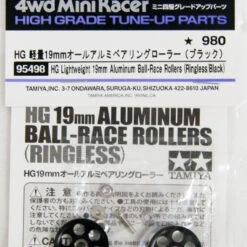 4wd Mini Racer ミニ四駆グレードアップパーツ
HIGH GRADE TUNE-UP PARTS
★ 980
HG 軽量19mmオールアルミベアリングローラー(ブラック)
95498 HG Lightweight 19mm Aluminum Ball-Race Rollers (Ringless/Black)
TAMIYA,INC. 3-7 ONDAWARA, SURUGA-KU, SHIZUOKA 422-8610 JAPAN
HG 19mm ALUMINUM
BALL-RACE ROLLERS
(RINGLESS)
TAMIYA
HG19mmオールアルミベアリングローラー